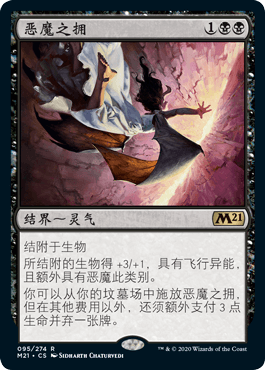 恶魔之拥 1
结界~灵气 M21
结附于生物
所结附的生物得 +3/+1,具有飞行异能,
且额外具有恶魔此类别。
你可以从你的坟墓场中施放恶魔之拥,
但在其他费用以外,还须额外支付 3 点
生命并弃一张牌。
095/274 R
M21 • CS SIDHARTH CHATURVEDI
™ & © 2020 Wizards of the Coast